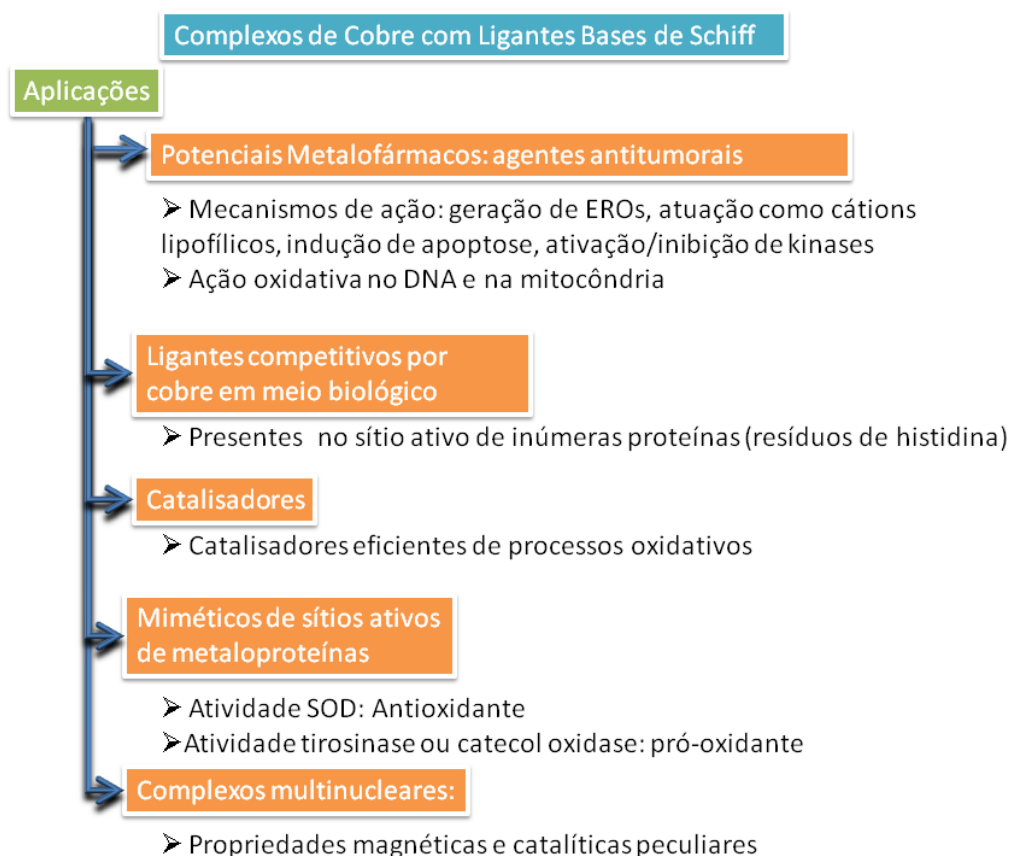 Complexos de Cobre com Ligantes Bases de Schiff
Aplicações
Potenciais Metalofármacos: agentes antitumorais
➢ Mecanismos de ação: geração de EROs, atuação como cátions
lipofílicos, indução de apoptose, ativação/inibição de kinases
➢ Ação oxidativa no DNA e na mitocôndria
Ligantes competitivos por
cobre em meio biológico
➢ Presentes no sítio ativo de inúmeras proteínas (resíduos de histidina)
Catalisadores
➢ Catalisadores eficientes de processos oxidativos
Miméticos de sítios ativos
de metaloproteínas
➢ Atividade SOD: Antioxidante
➢Atividade tirosinase ou catecol oxidase: pró-oxidante
Complexos multinucleares:
➢ Propriedades magnéticas e catalíticas peculiares